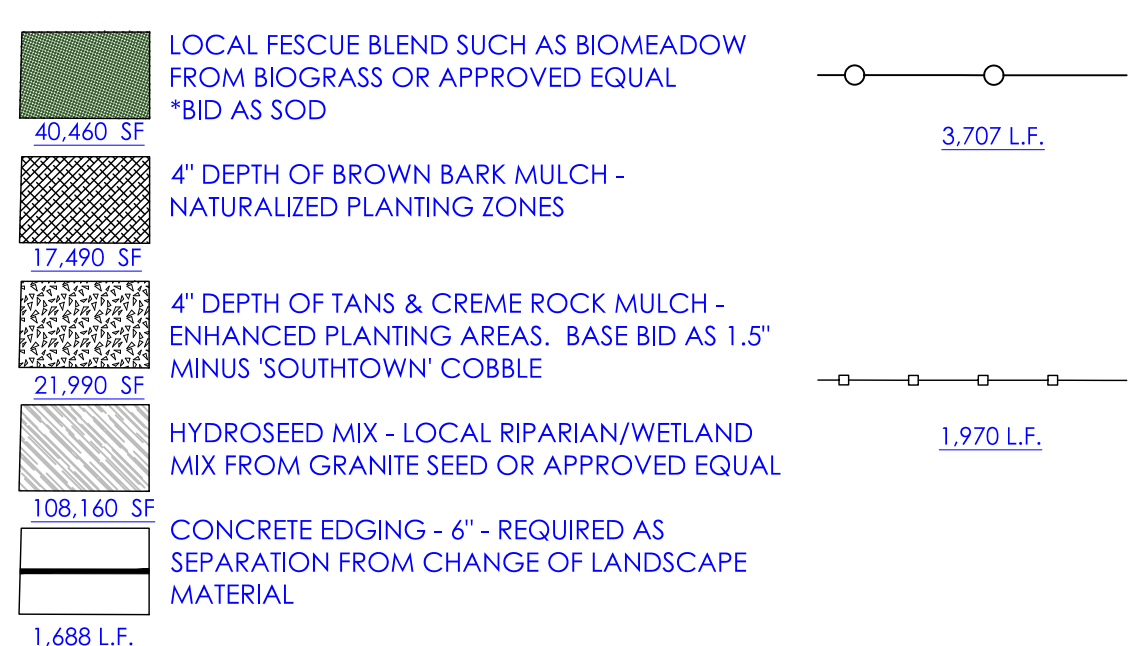 LOCAL FESCUE BLEND SUCH AS BIOMEADOW
FROM BIOGRASS OR APPROVED EQUAL
*BID AS SOD
40,460 SF
4" DEPTH OF BROWN BARK MULCH -
NATURALIZED PLANTING ZONES
17,490 SF
4" DEPTH OF TANS & CREME ROCK MULCH -
ENHANCED PLANTING AREAS. BASE BID AS 1.5"
MINUS 'SOUTHTOWN' COBBLE
21,990 SF
HYDROSEED MIX - LOCAL RIPARIAN/WETLAND
MIX FROM GRANITE SEED OR APPROVED EQUAL
108,160 SF
CONCRETE EDGING - 6" - REQUIRED AS
SEPARATION FROM CHANGE OF LANDSCAPE
MATERIAL
1,688 L.F.
3,707 L.F.
1,970 L.F.